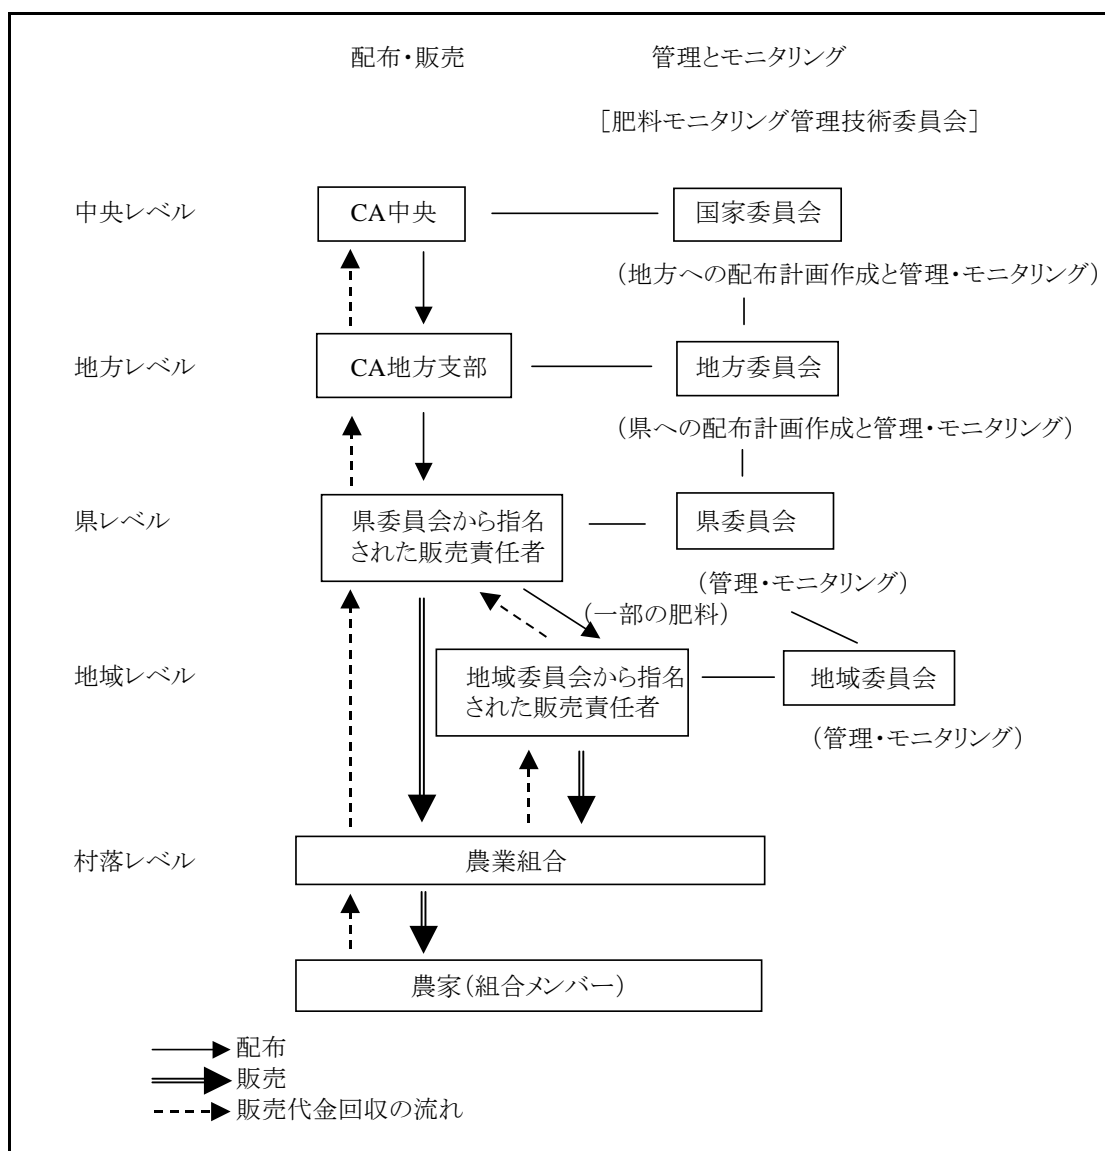 配布・販売 管理とモニタリング
[肥料モニタリング管理技術委員会]
中央レベル CA中央 国家委員会
(地方への配布計画作成と管理・モニタリング)
地方レベル CA地方支部 地方委員会
(県への配布計画作成と管理・モニタリング)
県レベル 県委員会から指名 県委員会
された販売責任者
(管理・モニタリング)
(一部の肥料)
地域レベル 地域委員会から指名 地域委員会
された販売責任者
(管理・モニタリング)
村落レベル 農業組合
農家(組合メンバー)
配布
販売
販売代金回収の流れ